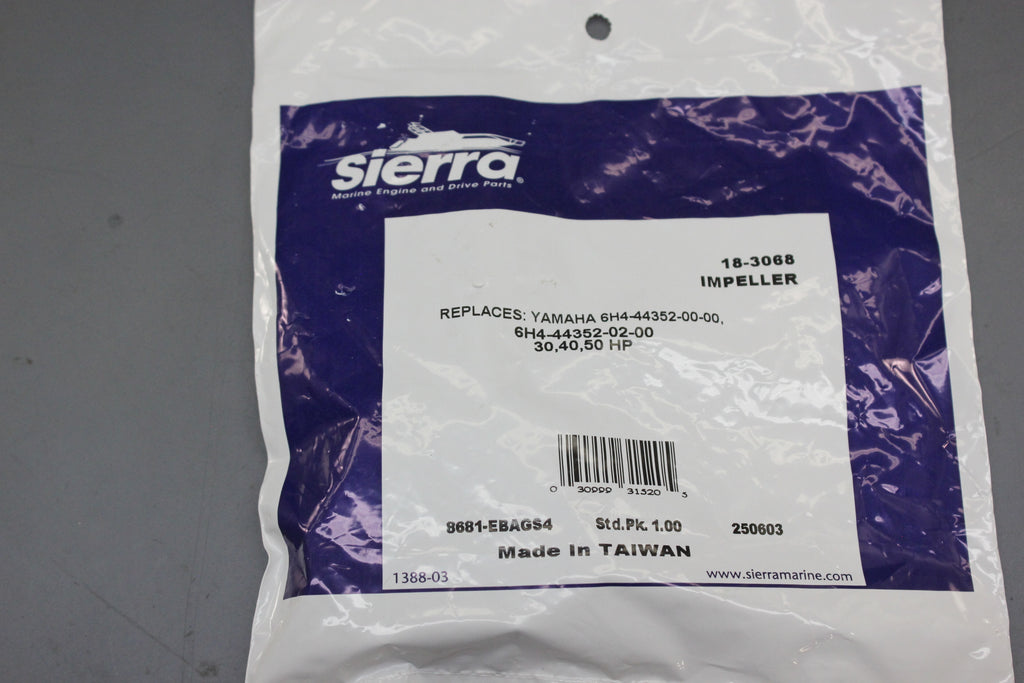 Sierra®
Marine Engine and Drive Parts
18-3068
IMPELLER
REPLACES: YAMAHA 6H4-44352-00-00,
6H4-44352-02-00
30,40,50 HP
0 30999 31520 5
8681-EBAGS4 Std.Pk. 1.00 250603
Made In TAIWAN
1388-03 www.sierramarine.com